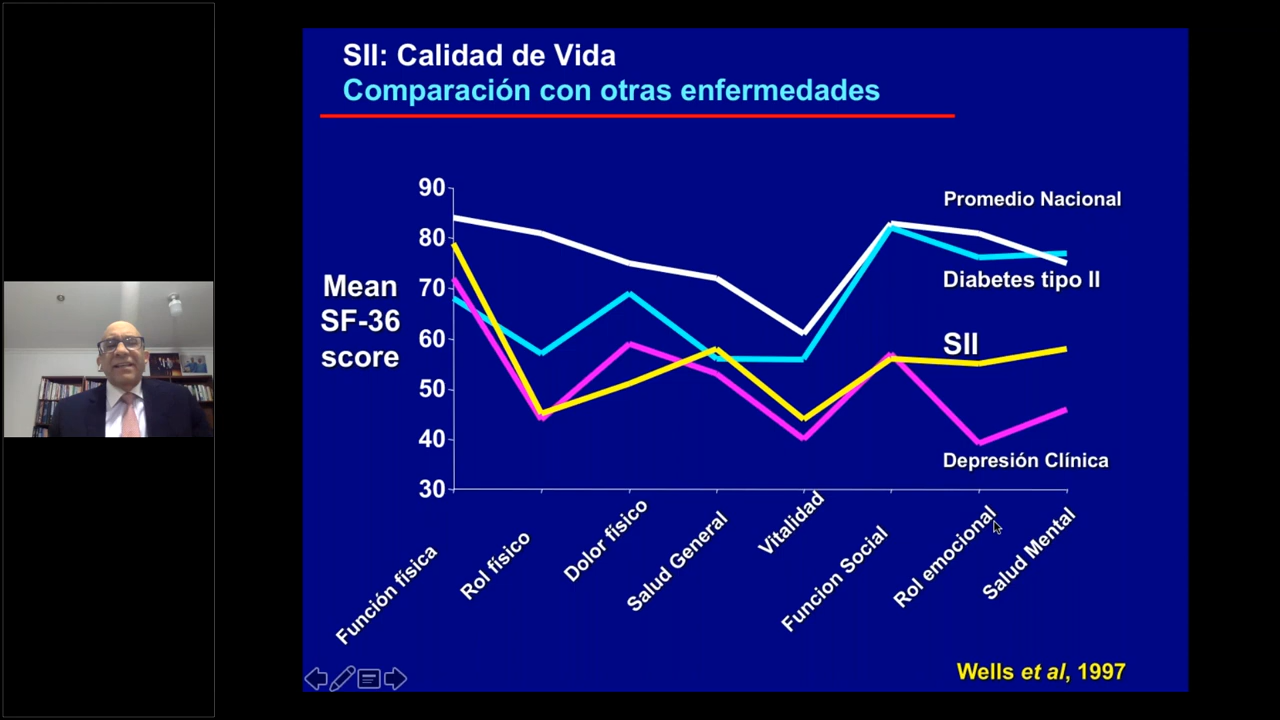 SII: Calidad de Vida
Comparación con otras enfermedades
90
80
70
60
50
40
30
Mean
SF-36
score
Promedio Nacional
Diabetes tipo II
SII
Depresión Clínica
Función física
Rol físico
Dolor físico
Salud General
Vitalidad
Funcion Social
Rol emocional
Salud Mental
Wells et al, 1997